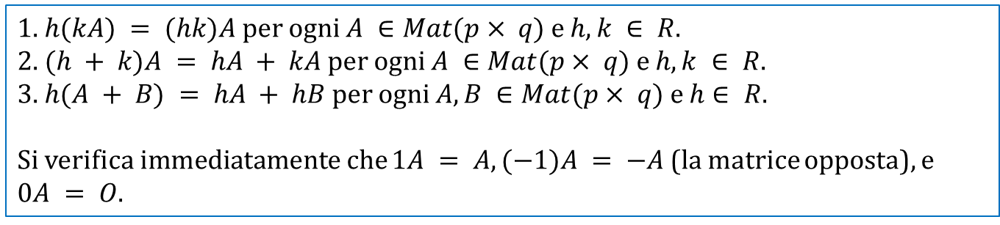 1. h(kA) = (hk)A per ogni A ∈ Mat(p × q) e h, k ∈ R.
2. (h + k)A = hA + kA per ogni A ∈ Mat(p × q) e h, k ∈ R.
3. h(A + B) = hA + hB per ogni A, B ∈ Mat(p × q) e h ∈ R.
Si verifica immediatamente che 1A = A, (−1)A = −A (la matrice opposta), e
0A = O.